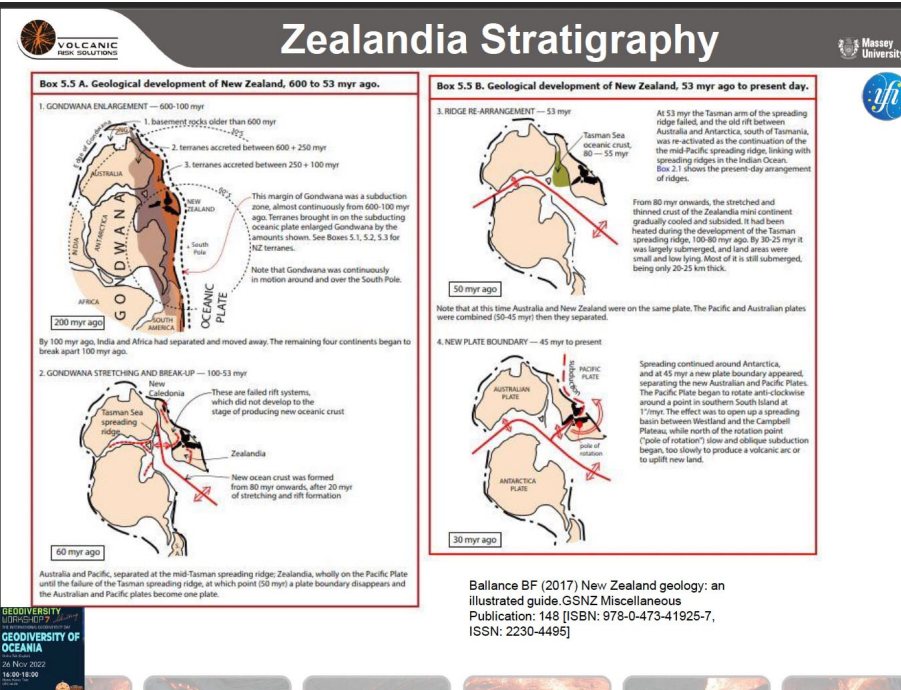 VOLCANIC
RISK SOLUTIONS
Zealandia Stratigraphy
Massey
University
Box 5.5 A. Geological development of New Zealand, 600 to 53 myr ago.
1. GONDWANA ENLARGEMENT — 600-100 myr
Edge of Gondwana
NG
1. basement rocks older than 600 myr
30°S
2. terranes accreted between 600 + 250 myr
3. terranes accreted between 250 + 100 myr
AUSTRALIA
60°S
NEW
ZEALAND
GONDWANA
ANTARCTICA
INDIA
South
Pole
This margin of Gondwana was a subduction
zone, almost continuously from 600-100 myr
ago. Terranes brought in on the subducting
oceanic plate enlarged Gondwana by the
amounts shown. See Boxes 5.1, 5.2, 5.3 for
NZ terranes.
Note that Gondwana was continuously
in motion around and over the South Pole.
OCEANIC
PLATE
AFRICA
SOUTH
AMERICA
200 myr ago
By 100 myr ago, India and Africa had separated and moved away. The remaining four continents began to
break apart 100 myr ago.
2. GONDWANA STRETCHING AND BREAK-UP — 100-53 myr
New
Caledonia
These are failed rift systems,
which did not develop to the
stage of producing new oceanic crust
Tasman Sea
spreading
ridge
Zealandia
New ocean crust was formed
from 80 myr onwards, after 20 myr
of stretching and rift formation
60 myr ago
Australia and Pacific, separated at the mid-Tasman spreading ridge; Zealandia, wholly on the Pacific Plate
until the failure of the Tasman spreading ridge, at which point (50 myr) a plate boundary disappears and
the Australian and Pacific plates become one plate.
Box 5.5 B. Geological development of New Zealand, 53 myr ago to present day.
3. RIDGE RE-ARRANGEMENT — 53 myr
Tasman Sea
oceanic crust,
80 — 55 myr
At 53 myr the Tasman arm of the spreading
ridge failed, and the old rift between
Australia and Antarctica, south of Tasmania,
was re-activated as the continuation of the
the mid-Pacific spreading ridge, linking with
spreading ridges in the Indian Ocean.
Box 2.1 shows the present-day arrangement
of ridges.
From 80 myr onwards, the stretched and
thinned crust of the Zealandia mini continent
gradually cooled and subsided. It had been
heated during the development of the Tasman
spreading ridge, 100-80 myr ago. By 30-25 myr it
was largely submerged, and land areas were
small and low lying. Most of it is still submerged,
being only 20-25 km thick.
50 myr ago
Note that at this time Australia and New Zealand were on the same plate. The Pacific and Australian plates
were combined (50-45 myr) then they separated.
4. NEW PLATE BOUNDARY — 45 myr to present
subduction
PACIFIC
PLATE
AUSTRALIAN
PLATE
pole of
rotation
ANTARCTICA
PLATE
Spreading continued around Antarctica,
and at 45 myr a new plate boundary appeared,
separating the new Australian and Pacific Plates.
The Pacific Plate began to rotate anti-clockwise
around a point in southern South Island at
1°/myr. The effect was to open up a spreading
basin between Westland and the Campbell
Plateau, while north of the rotation point
("pole of rotation") slow and oblique subduction
began, too slowly to produce a volcanic arc or
to uplift new land.
30 myr ago
Ballance BF (2017) New Zealand geology: an
illustrated guide.GSNZ Miscellaneous
Publication: 148 [ISBN: 978-0-473-41925-7,
ISSN: 2230-4495]
GEODIVERSITY
WORKSHOP 7
GEODIVERSITY OF
OCEANIA
26 Nov 2022
16:00-18:00